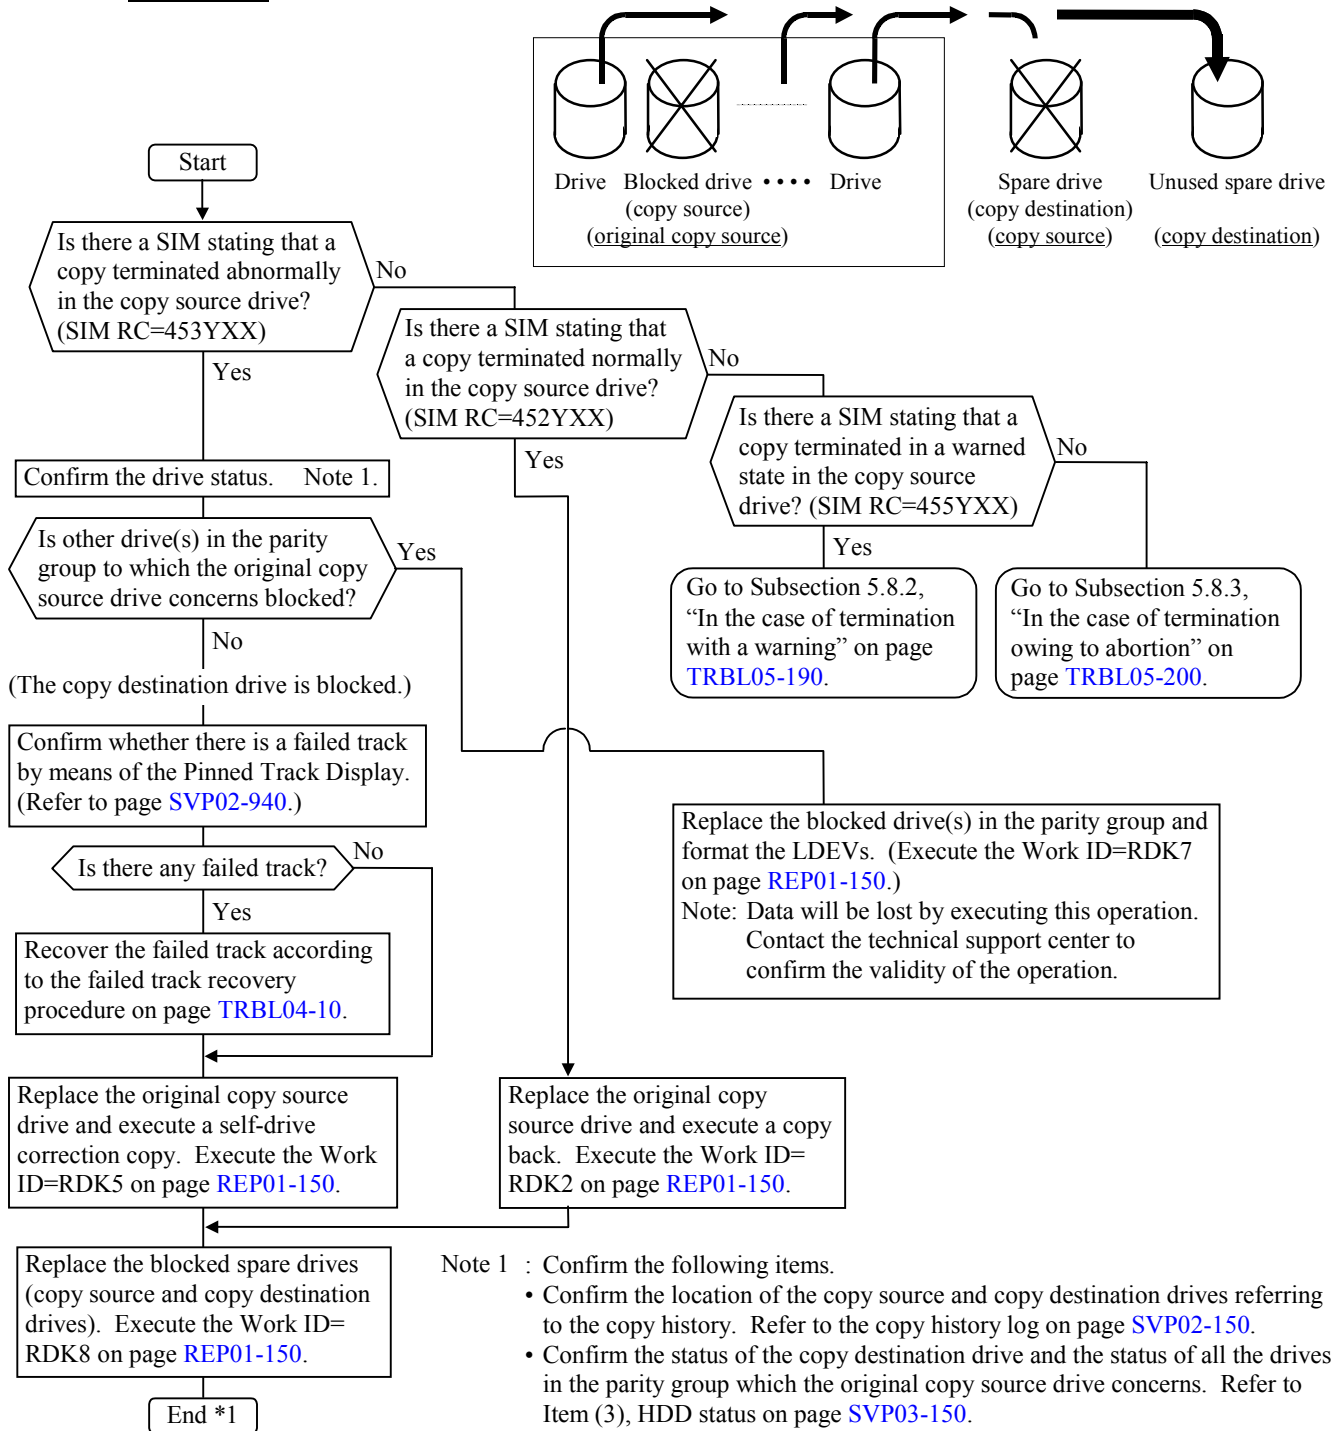 Drive Blocked drive • • • • Drive
(copy source)
(original copy source)
Spare drive
(copy destination)
(copy source)
Unused spare drive
(copy destination)
Start
Is there a SIM stating that a
copy terminated abnormally
in the copy source drive?
(SIM RC=453YXX)
No
Yes
Is there a SIM stating that
a copy terminated normally
in the copy source drive?
(SIM RC=452YXX)
No
Yes
Is there a SIM stating that a
copy terminated in a warned
state in the copy source
drive? (SIM RC=455YXX)
No
Yes
Confirm the drive status. Note 1.
Is other drive(s) in the parity
group to which the original copy
source drive concerns blocked?
Yes
No
Go to Subsection 5.8.2,
“In the case of termination
with a warning” on page
TRBL05-190.
Go to Subsection 5.8.3,
“In the case of termination
owing to abortion” on
page TRBL05-200.
(The copy destination drive is blocked.)
Confirm whether there is a failed track
by means of the Pinned Track Display.
(Refer to page SVP02-940.)
Is there any failed track?
No
Yes
Replace the blocked drive(s) in the parity group and
format the LDEVs. (Execute the Work ID=RDK7
on page REP01-150.)
Note: Data will be lost by executing this operation.
Contact the technical support center to
confirm the validity of the operation.
Recover the failed track according
to the failed track recovery
procedure on page TRBL04-10.
Replace the original copy source
drive and execute a self-drive
correction copy. Execute the Work
ID=RDK5 on page REP01-150.
Replace the original copy
source drive and execute a copy
back. Execute the Work ID=
RDK2 on page REP01-150.
Replace the blocked spare drives
(copy source and copy destination
drives). Execute the Work ID=
RDK8 on page REP01-150.
End *1
Note 1 : Confirm the following items.
• Confirm the location of the copy source and copy destination drives referring
to the copy history. Refer to the copy history log on page SVP02-150.
• Confirm the status of the copy destination drive and the status of all the drives
in the parity group which the original copy source drive concerns. Refer to
Item (3), HDD status on page SVP03-150.